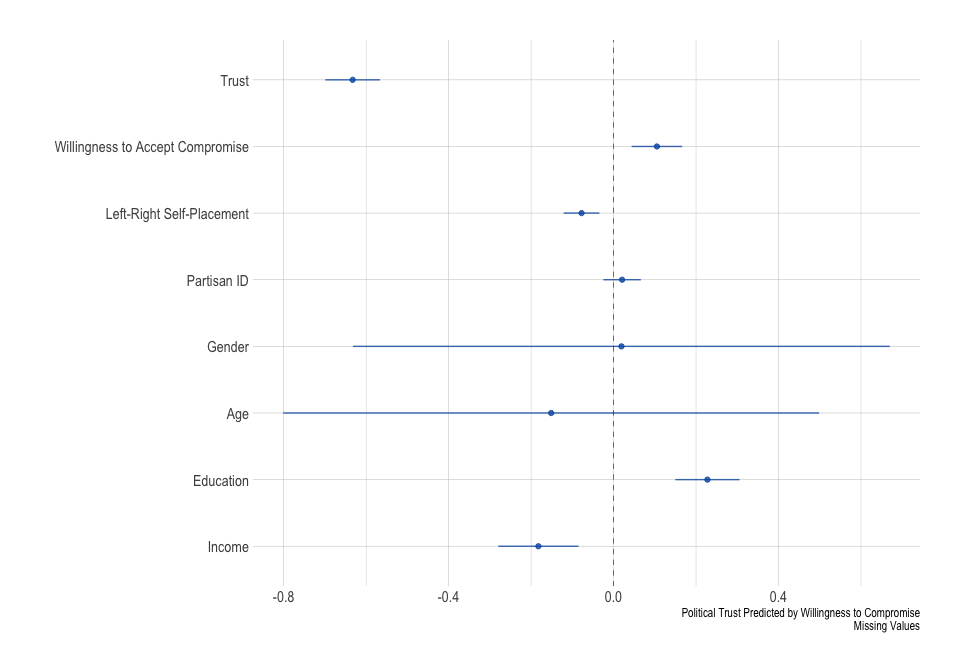 Trust
Willingness to Accept Compromise
Left-Right Self-Placement
Partisan ID
Gender
Age
Education
Income
-0.8 -0.4 0.0 0.4
Political Trust Predicted by Willingness to Compromise
Missing Values